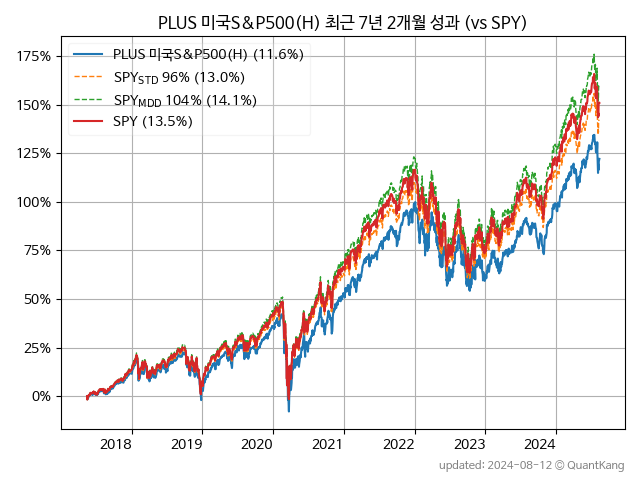 PLUS 미국S&P500(H) 최근 7년 2개월 성과 (vs SPY)
PLUS 미국S&P500(H) (11.6%)
SPYSTD 96% (13.0%)
SPYMDD 104% (14.1%)
SPY (13.5%)
175%
150%
125%
100%
75%
50%
25%
0%
2018 2019 2020 2021 2022 2023 2024
updated: 2024-08-12 © QuantKang